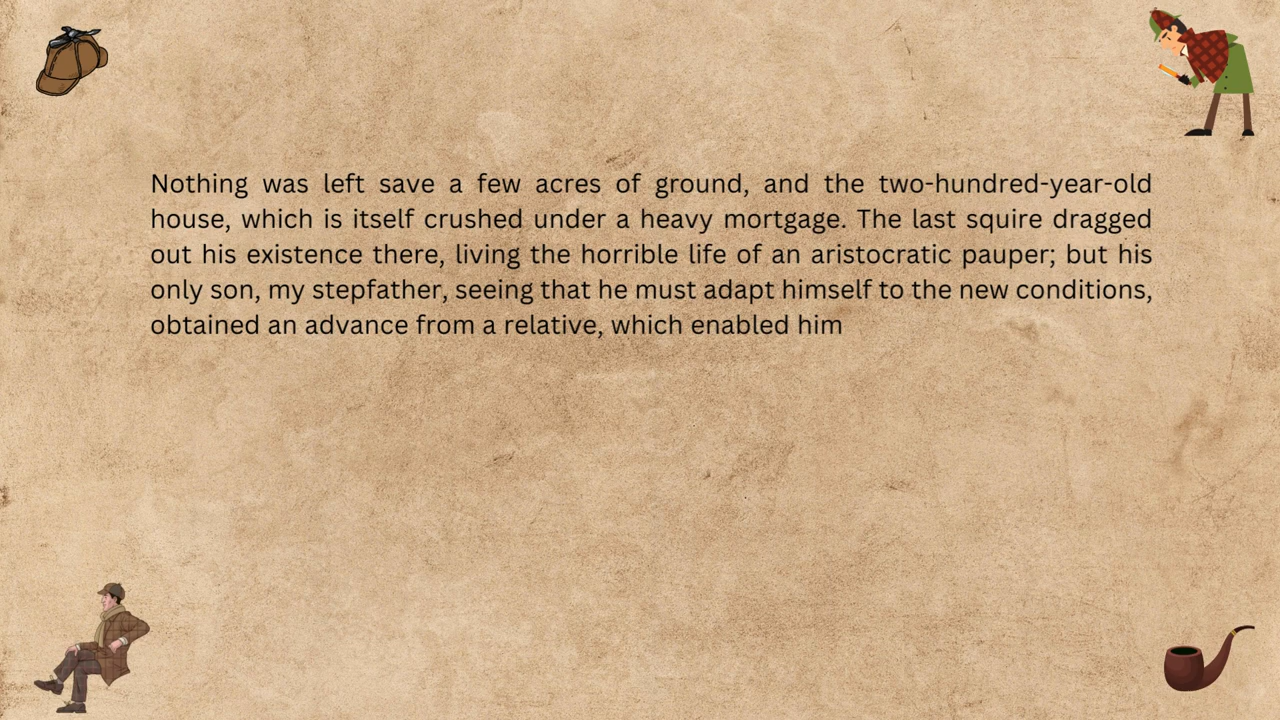 Nothing was left save a few acres of ground, and the two-hundred-year-old
house, which is itself crushed under a heavy mortgage. The last squire dragged
out his existence there, living the horrible life of an aristocratic pauper; but his
only son, my stepfather, seeing that he must adapt himself to the new conditions,
obtained an advance from a relative, which enabled him